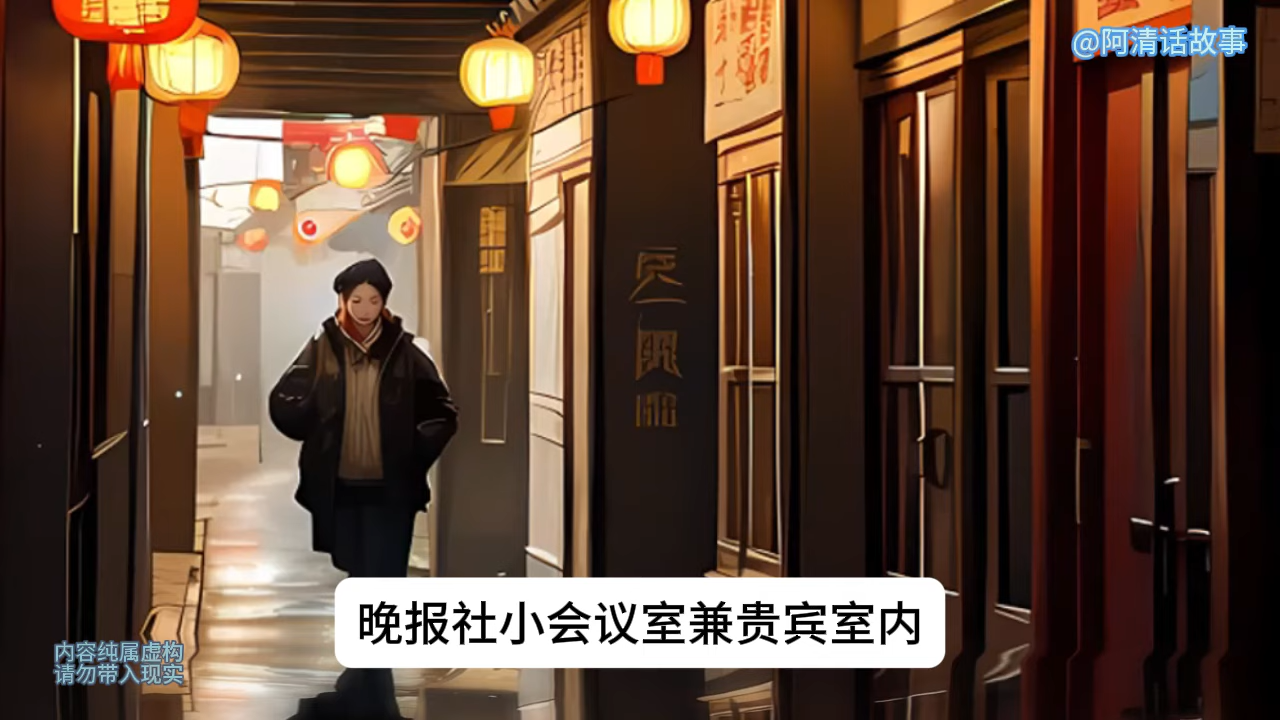 @阿清话故事
晚报社小会议室兼贵宾室内
内容纯属虚构
请勿带入现实